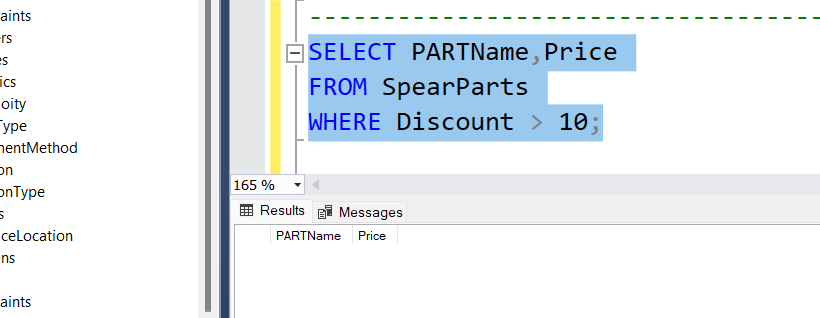 aints
ers
es
ics
oity
Type
mentMethod
on
onType
s
ceLocation
ns
aints
SELECT PARTName,Price
FROM SpearParts
WHERE Discount > 10;
165 %
Results Messages
PARTName Price